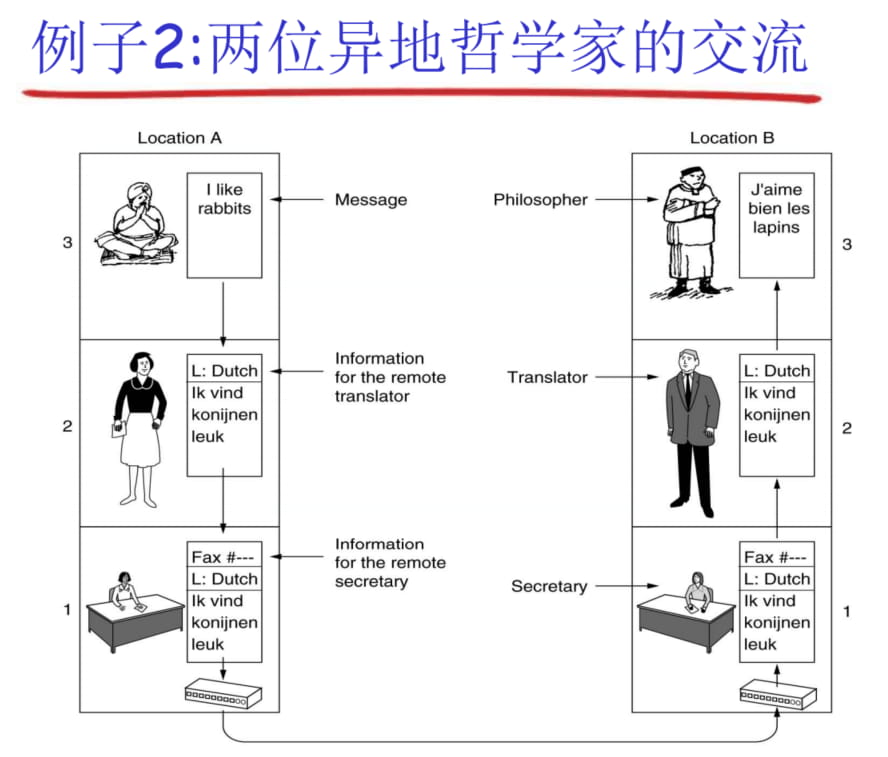 例子2:两位异地哲学家的交流
Location A
Location B
I like
rabbits
Message
Philosopher
J'aime
bien les
lapins
3
3
L: Dutch
Ik vind
konijnen
leuk
Information
for the remote
translator
Translator
L: Dutch
Ik vind
konijnen
leuk
2
2
Fax #---
L: Dutch
Ik vind
konijnen
leuk
Information
for the remote
secretary
Secretary
Fax #---
L: Dutch
Ik vind
konijnen
leuk
1
1